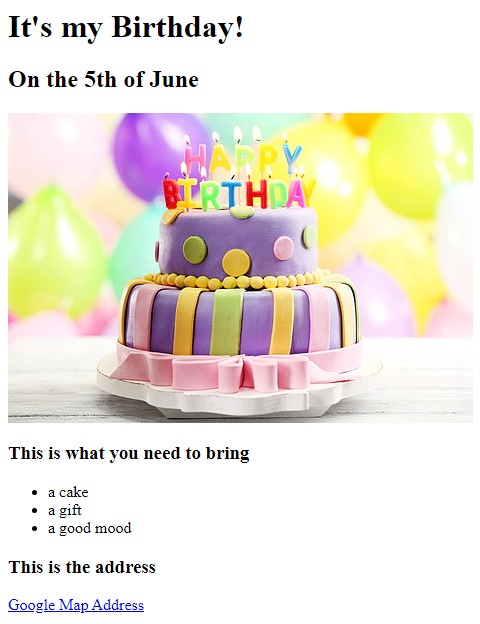 It's my Birthday!
On the 5th of June
HAPPY
BIRTHDAY
This is what you need to bring
a cake
a gift
a good mood
This is the address
Google Map Address